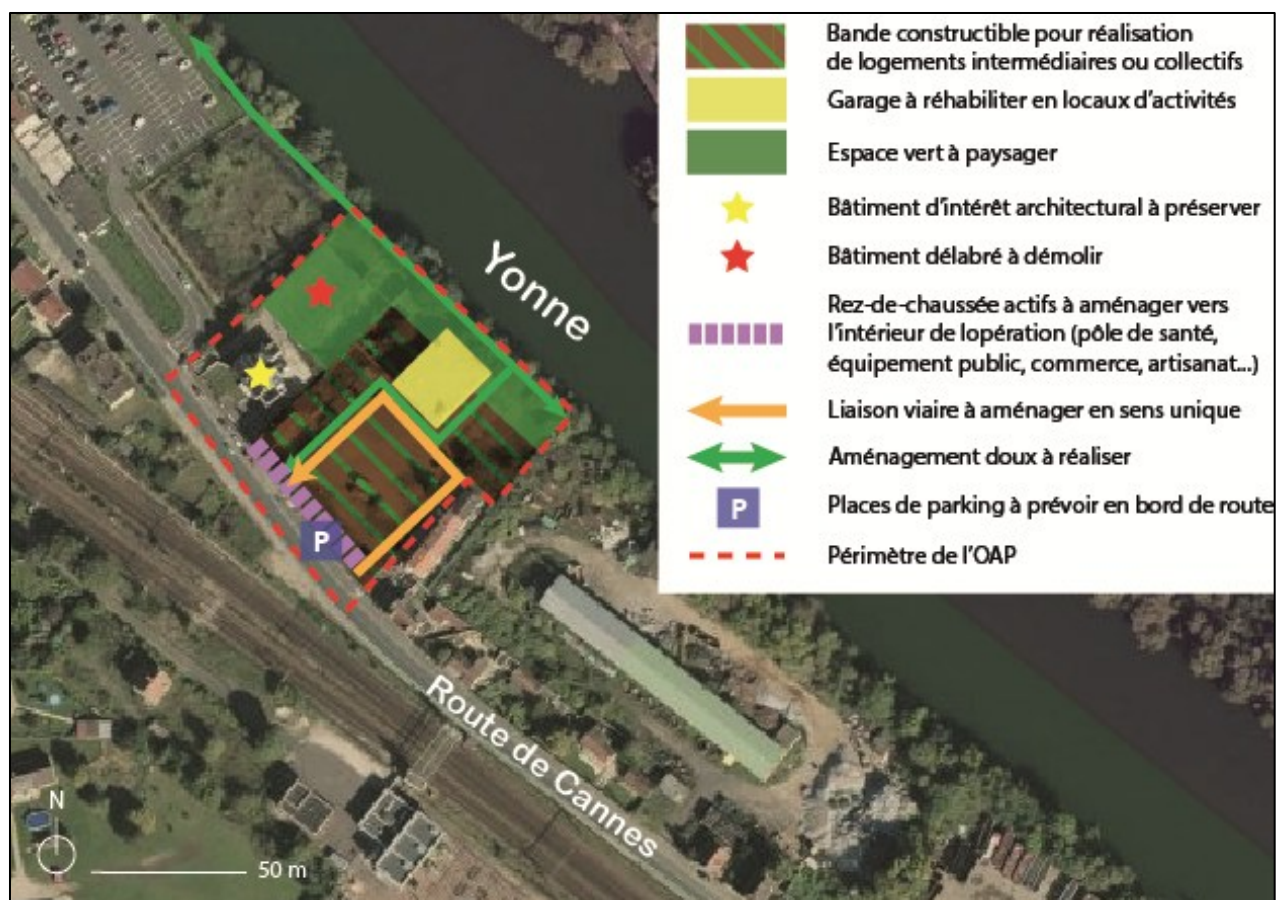 Bande constructible pour réalisation
de logements intermédiaires ou collectifs
Garage à réhabiliter en locaux d'activités
Espace vert à paysager
Bâtiment d'intérêt architectural à préserver
Bâtiment délabré à démolir
Rez-de-chaussée actifs à aménager vers
l'intérieur de lopération (pôle de santé,
équipement public, commerce, artisanat...)
Liaison viaire à aménager en sens unique
Aménagement doux à réaliser
P
Places de parking à prévoir en bord de route
Périmètre de l'OAP
Yonne
P
Route de Cannes
N
50 m